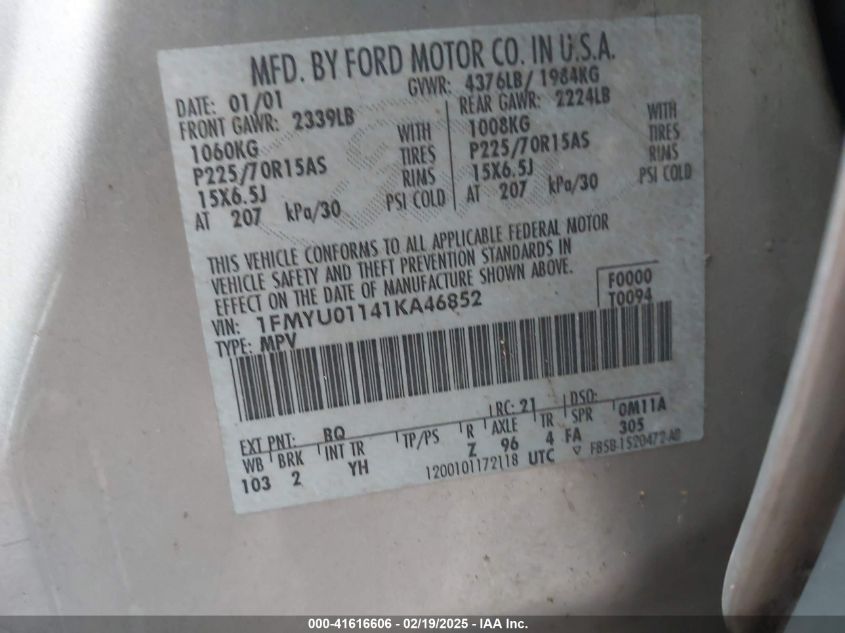 MFD. BY FORD MOTOR CO. IN U.S.A.
DATE: 01/01 GVWR: 4376LB/ 1984KG
FRONT GAWR: 2339LB REAR GAWR: 2224LB
1060KG WITH 1008KG WITH
P225/70R15AS TIRES P225/70R15AS TIRES
15X6.5J RIMS 15X6.5J RIMS
AT 207 kPa/30 PSI COLD AT 207 kPa/30 PSI COLD
THIS VEHICLE CONFORMS TO ALL APPLICABLE FEDERAL MOTOR
VEHICLE SAFETY AND THEFT PREVENTION STANDARDS IN
EFFECT ON THE DATE OF MANUFACTURE SHOWN ABOVE.
VIN: 1FMYU01141KA46852 F0000
TYPE: MPV T0094
EXT PNT: BQ RC: 21 DSO:
WB BRK INT TR TP/PS R AXLE TR SPR 0M11A
103 2 YH Z 96 4 FA 305
1200101172118 UTC ▽ F85B-1520472-AB
000-41616606 - 02/19/2025 - IAA Inc.